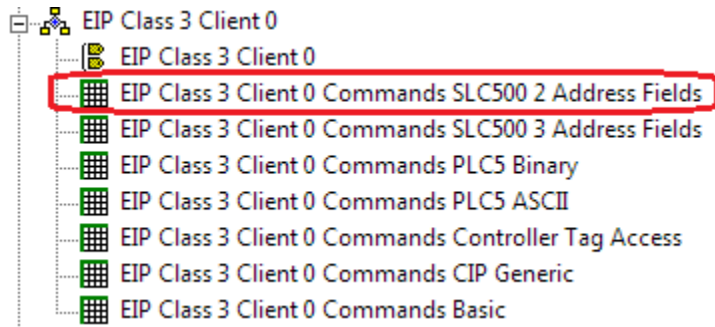 EIP Class 3 Client 0
EIP Class 3 Client 0
EIP Class 3 Client 0 Commands SLC500 2 Address Fields
EIP Class 3 Client 0 Commands SLC500 3 Address Fields
EIP Class 3 Client 0 Commands PLC5 Binary
EIP Class 3 Client 0 Commands PLC5 ASCII
EIP Class 3 Client 0 Commands Controller Tag Access
EIP Class 3 Client 0 Commands CIP Generic
EIP Class 3 Client 0 Commands Basic